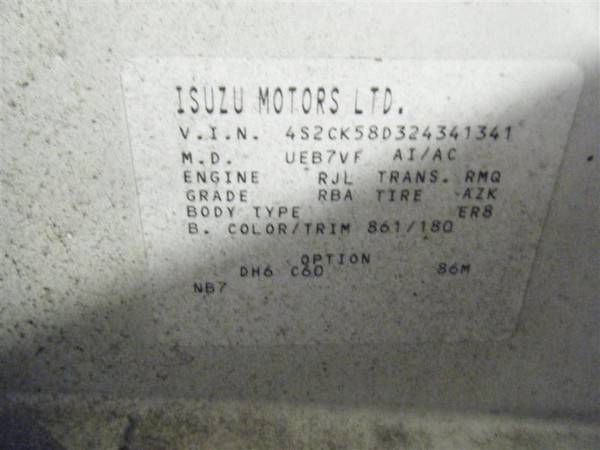 ISUZU MOTORS LTD.
V.I.N. 4S2CK58D324341341
M.D. UEB7VF AI/AC
ENGINE RJL TRANS. RMQ
GRADE RBA TIRE AZK
BODY TYPE ER8
B. COLOR/TRIM 861/180
OPTION
DH6 C60 86M
NB7